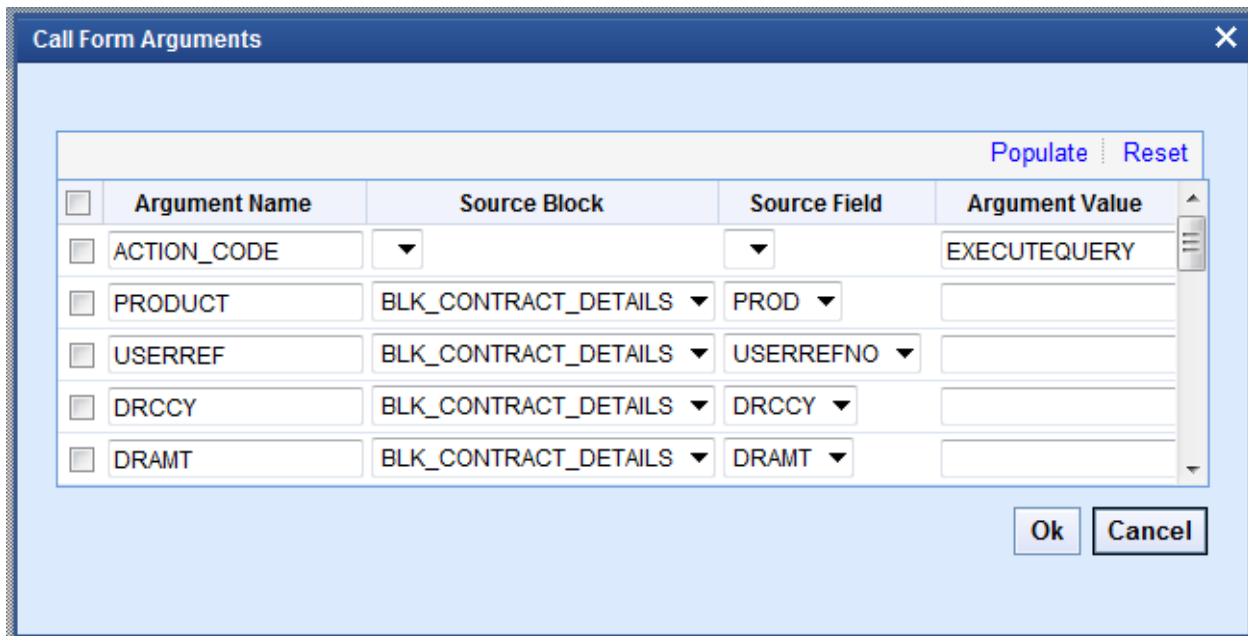 Call Form Arguments
Populate Reset
Argument Name Source Block Source Field Argument Value
ACTION_CODE EXECUTEQUERY
PRODUCT BLK_CONTRACT_DETAILS PROD
USERREF BLK_CONTRACT_DETAILS USERREFNO
DRCCY BLK_CONTRACT_DETAILS DRCCY
DRAMT BLK_CONTRACT_DETAILS DRAMT
Ok Cancel